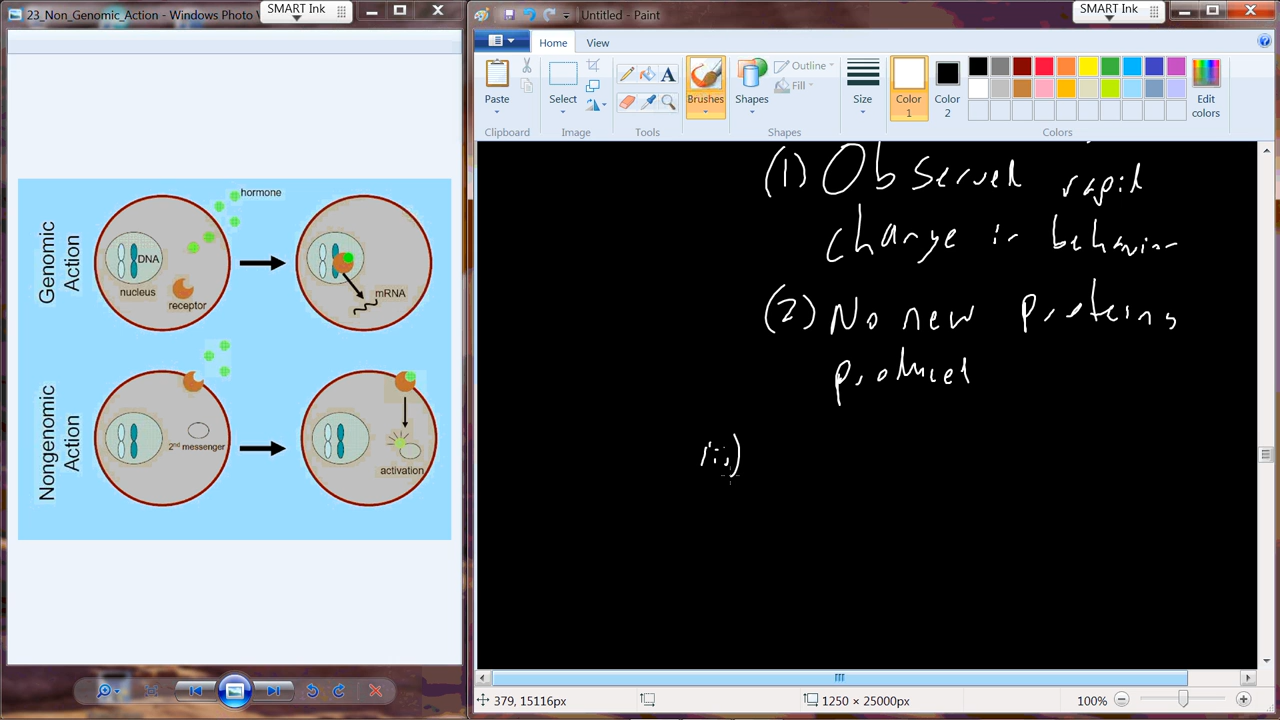 23_Non_Genomic_Action - Windows Photo V
SMART Ink
Untitled - Paint
SMART Ink
Home
View
Paste
Select
Brushes
Shapes
Outline
Fill
Size
Color 1
Color 2
Edit colors
Clipboard
Image
Tools
Shapes
Colors
Genomic Action
hormone
DNA
nucleus
receptor
mRNA
Nongenomic Action
2nd messenger
activation
(1) Observed rapid
change in behavior
(2) No new proteins
produced
379, 15116px
1250 × 25000px
100%